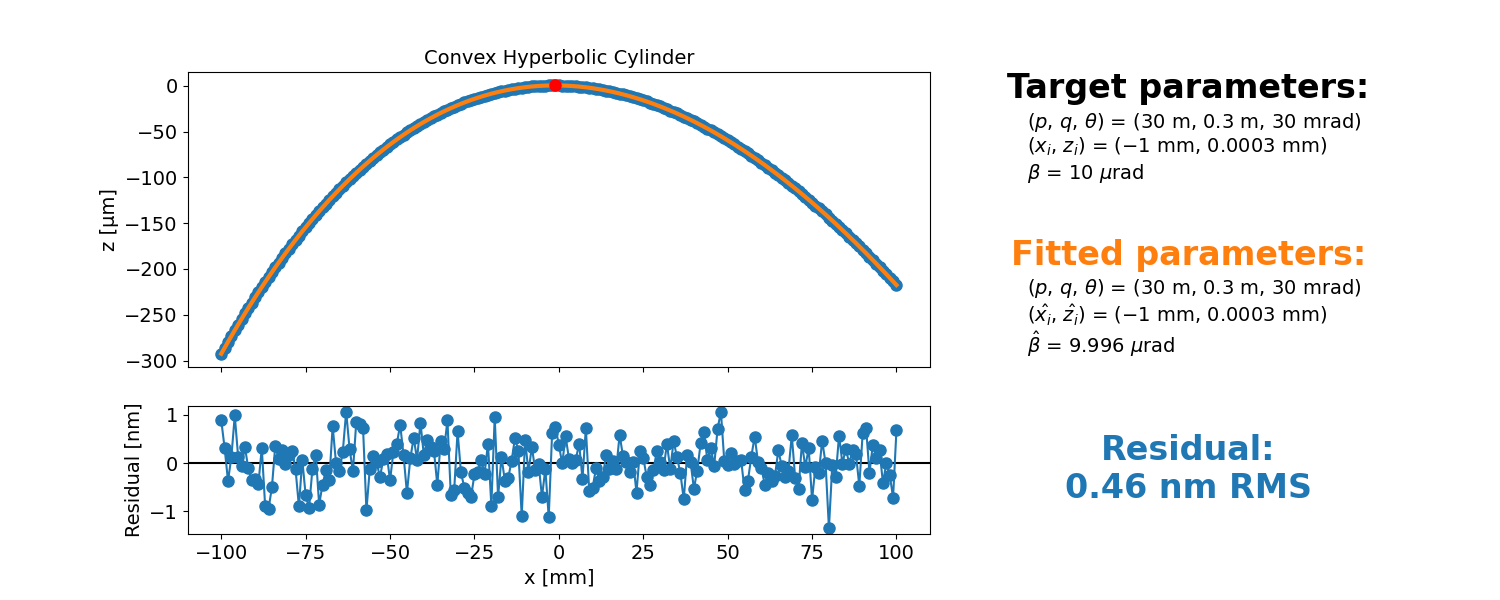 Convex Hyperbolic Cylinder
z [μm]
0
−50
−100
−150
−200
−250
−300
Residual [nm]
1
0
−1
−100 −75 −50 −25 0 25 50 75 100
x [mm]
Target parameters:
(p, q, θ) = (30 m, 0.3 m, 30 mrad)
(xᵢ, zᵢ) = (−1 mm, 0.0003 mm)
β = 10 μrad
Fitted parameters:
(p, q, θ) = (30 m, 0.3 m, 30 mrad)
(x̂ᵢ, ẑᵢ) = (−1 mm, 0.0003 mm)
β̂ = 9.996 μrad
Residual:
0.46 nm RMS